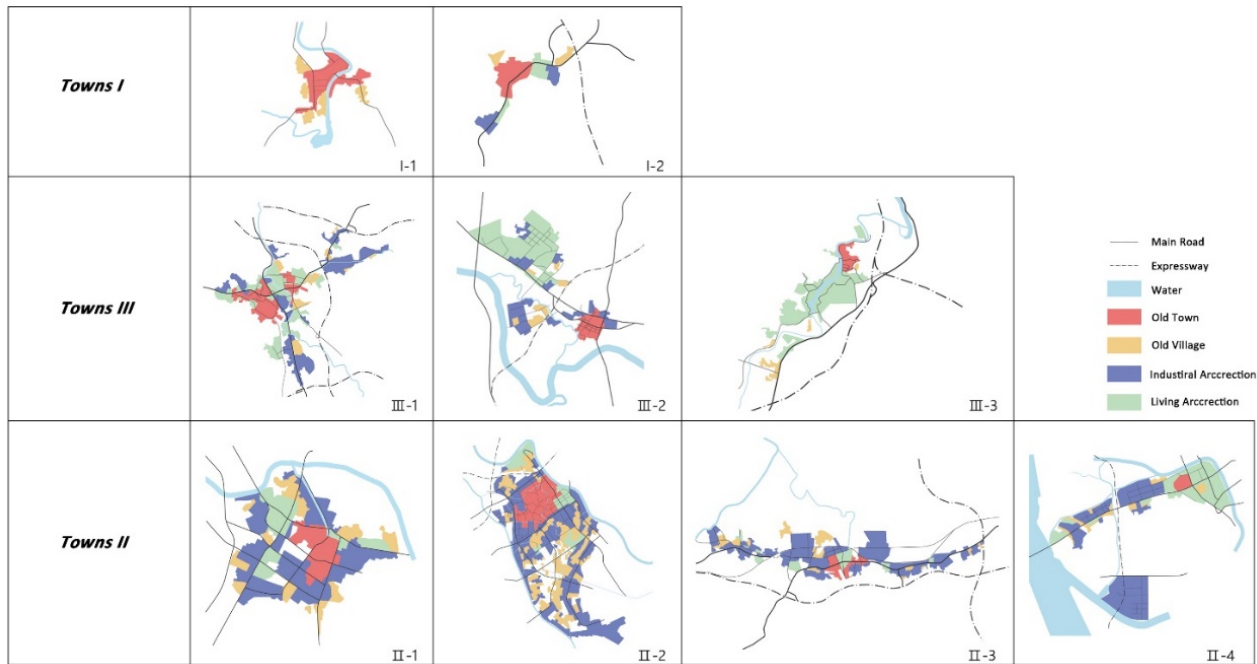 Towns I
I-1
I-2
Towns III
III-1
III-2
III-3
Main Road
Expressway
Water
Old Town
Old Village
Industiral Arccrection
Living Arccrection
Towns II
II-1
II-2
II-3
II-4